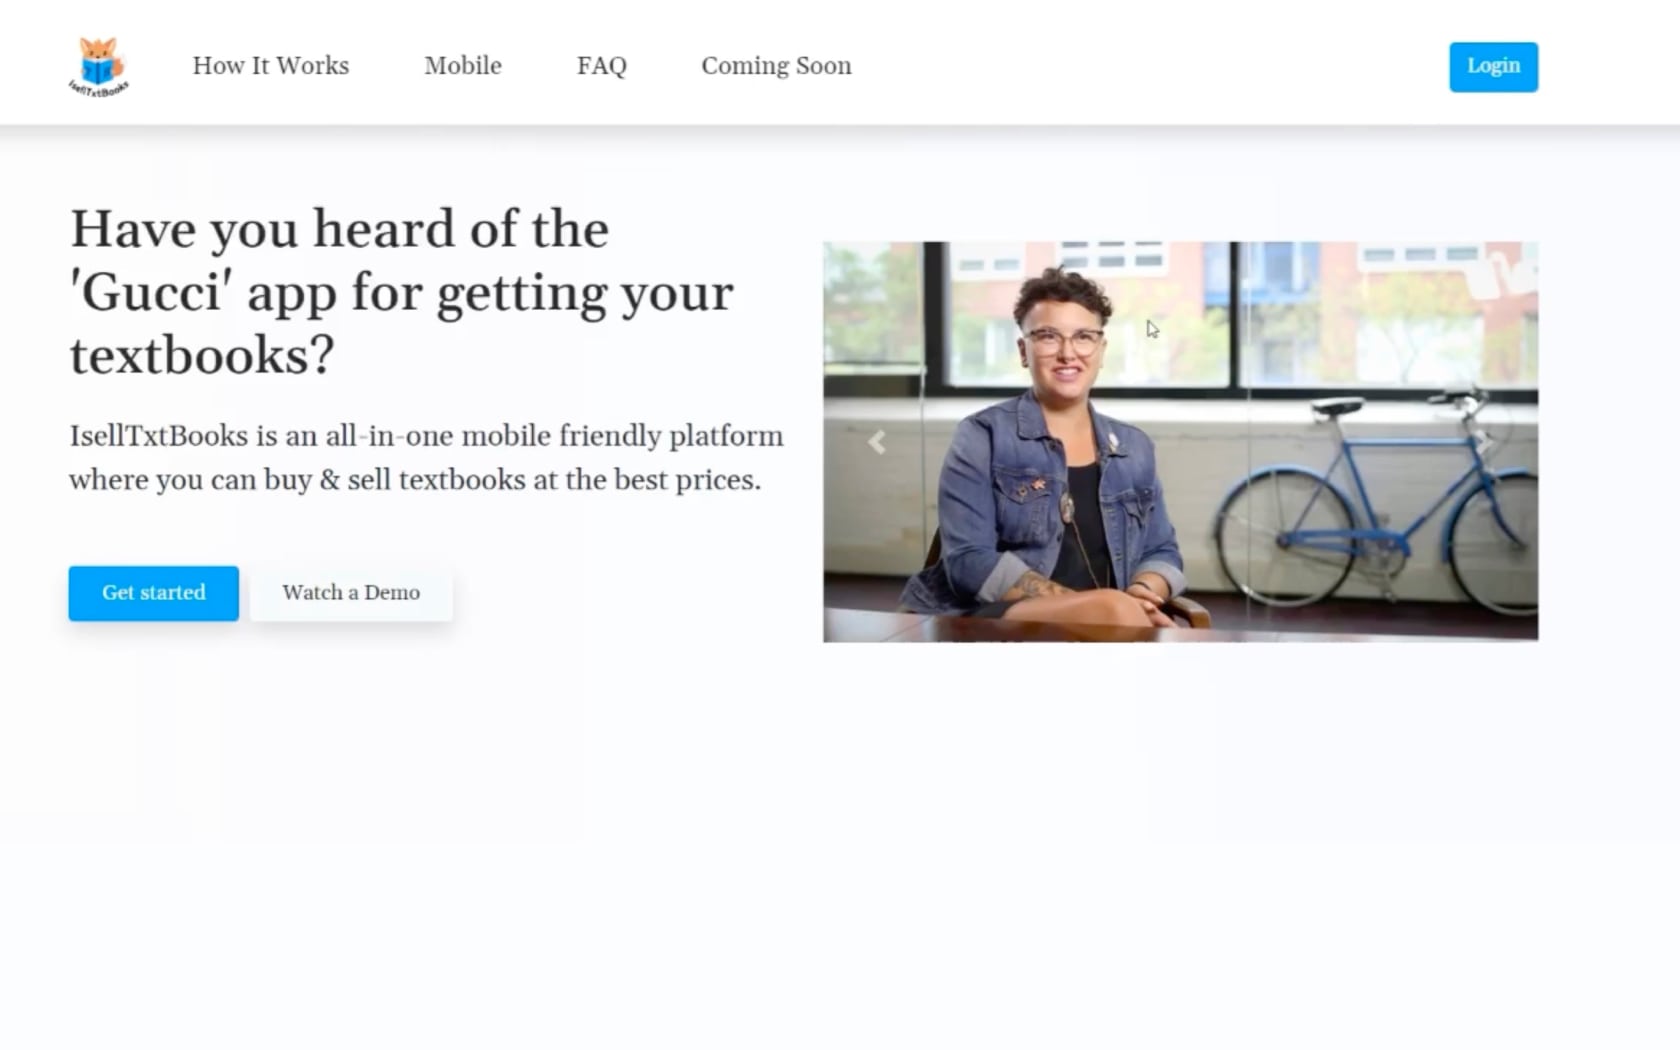 IsellTxtBooks
How It Works
Mobile
FAQ
Coming Soon
Login
Have you heard of the
'Gucci' app for getting your
textbooks?
IsellTxtBooks is an all-in-one mobile friendly platform
where you can buy & sell textbooks at the best prices.
Get started
Watch a Demo